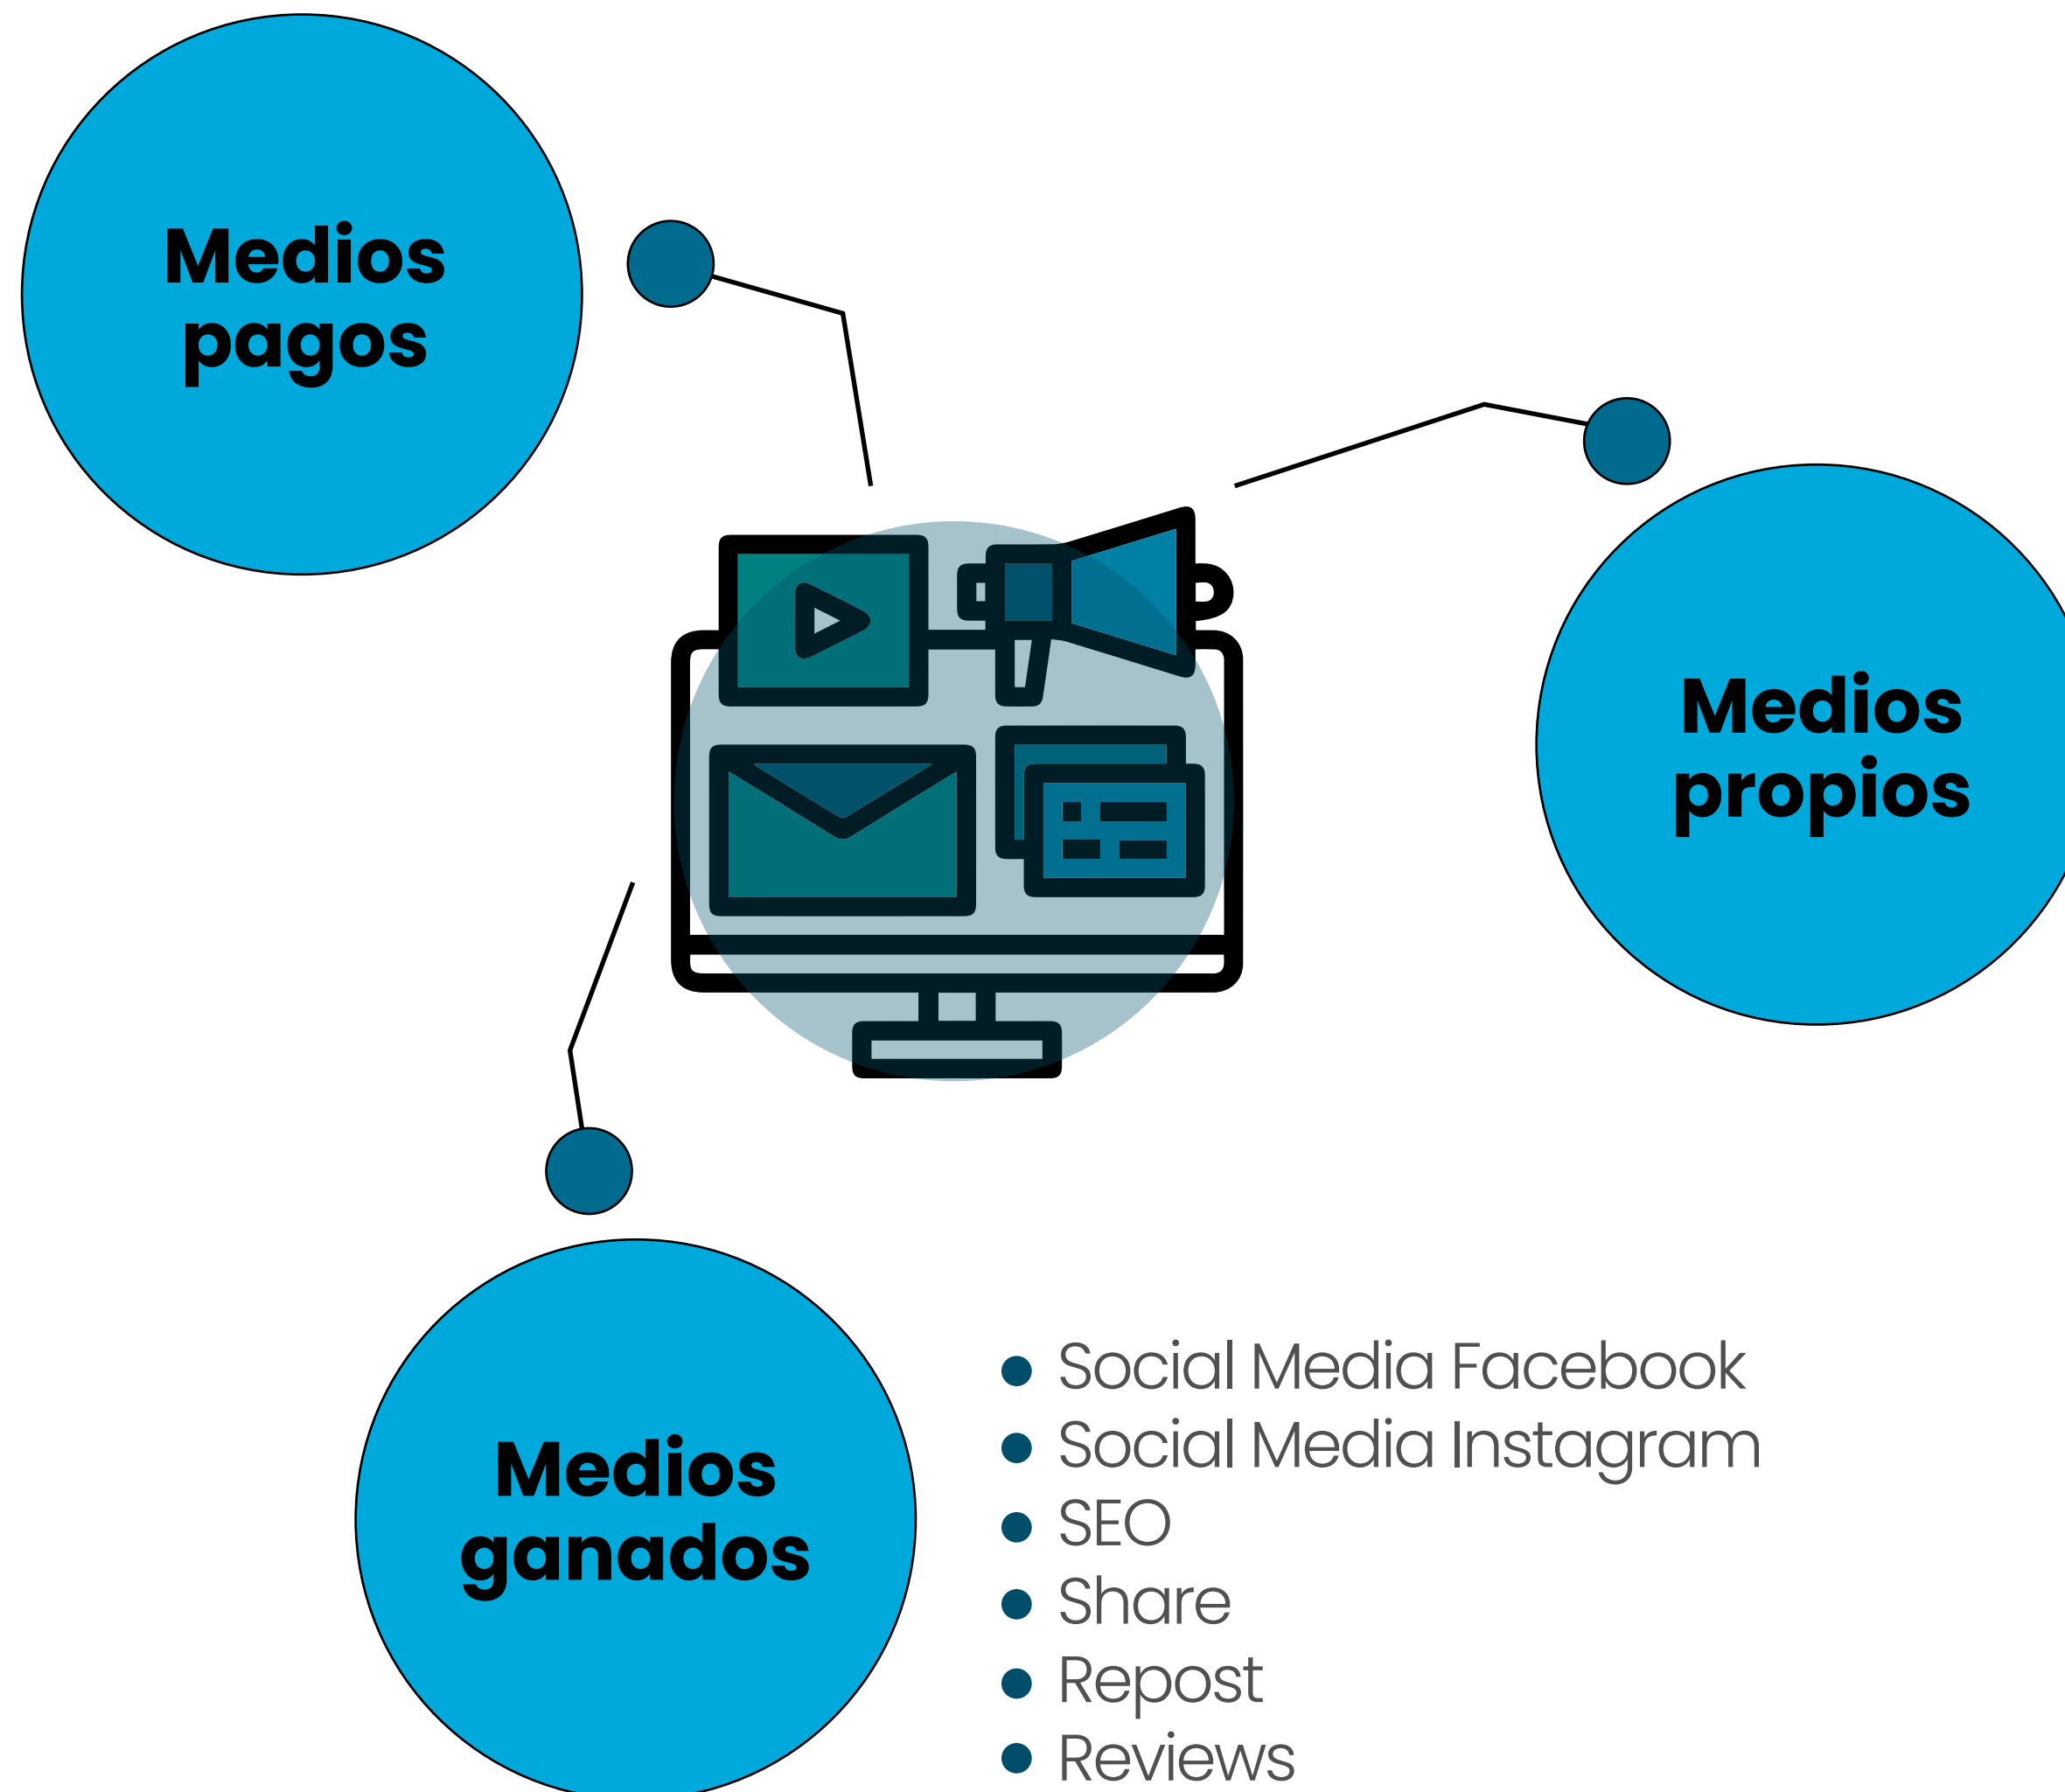 Medios
pagos
Medios
propios
Medios
ganados
Social Media Facebook
Social Media Instagram
SEO
Share
Repost
Reviews